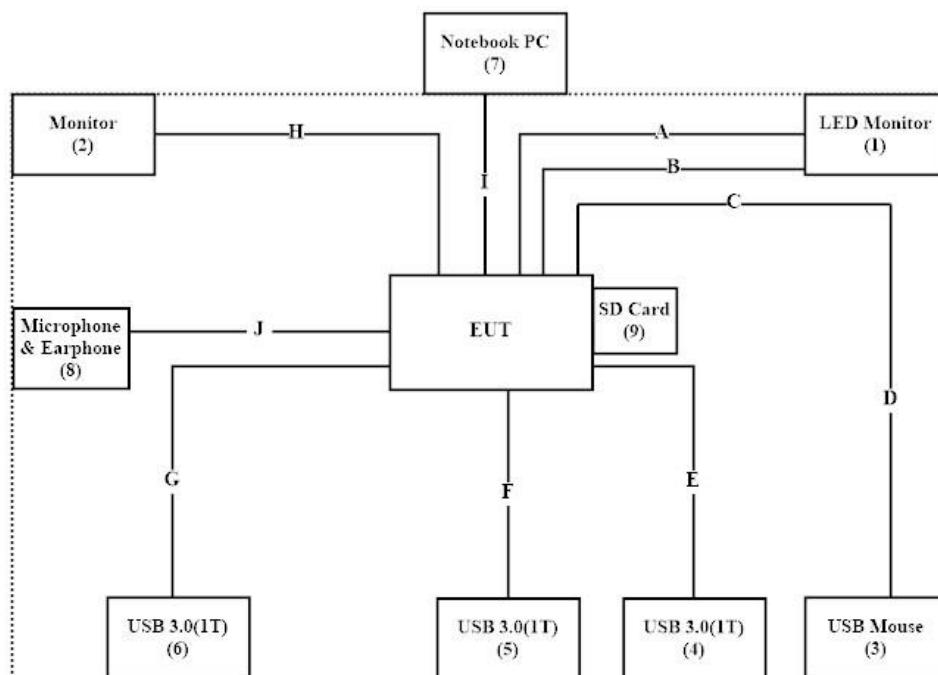 Notebook PC
(7)
Monitor
(2)
H
A
LED Monitor
(1)
B
I
C
Microphone
& Earphone
(8)
J
EUT
SD Card
(9)
D
G
F
E
USB 3.0(1T)
(6)
USB 3.0(1T)
(5)
USB 3.0(1T)
(4)
USB Mouse
(3)